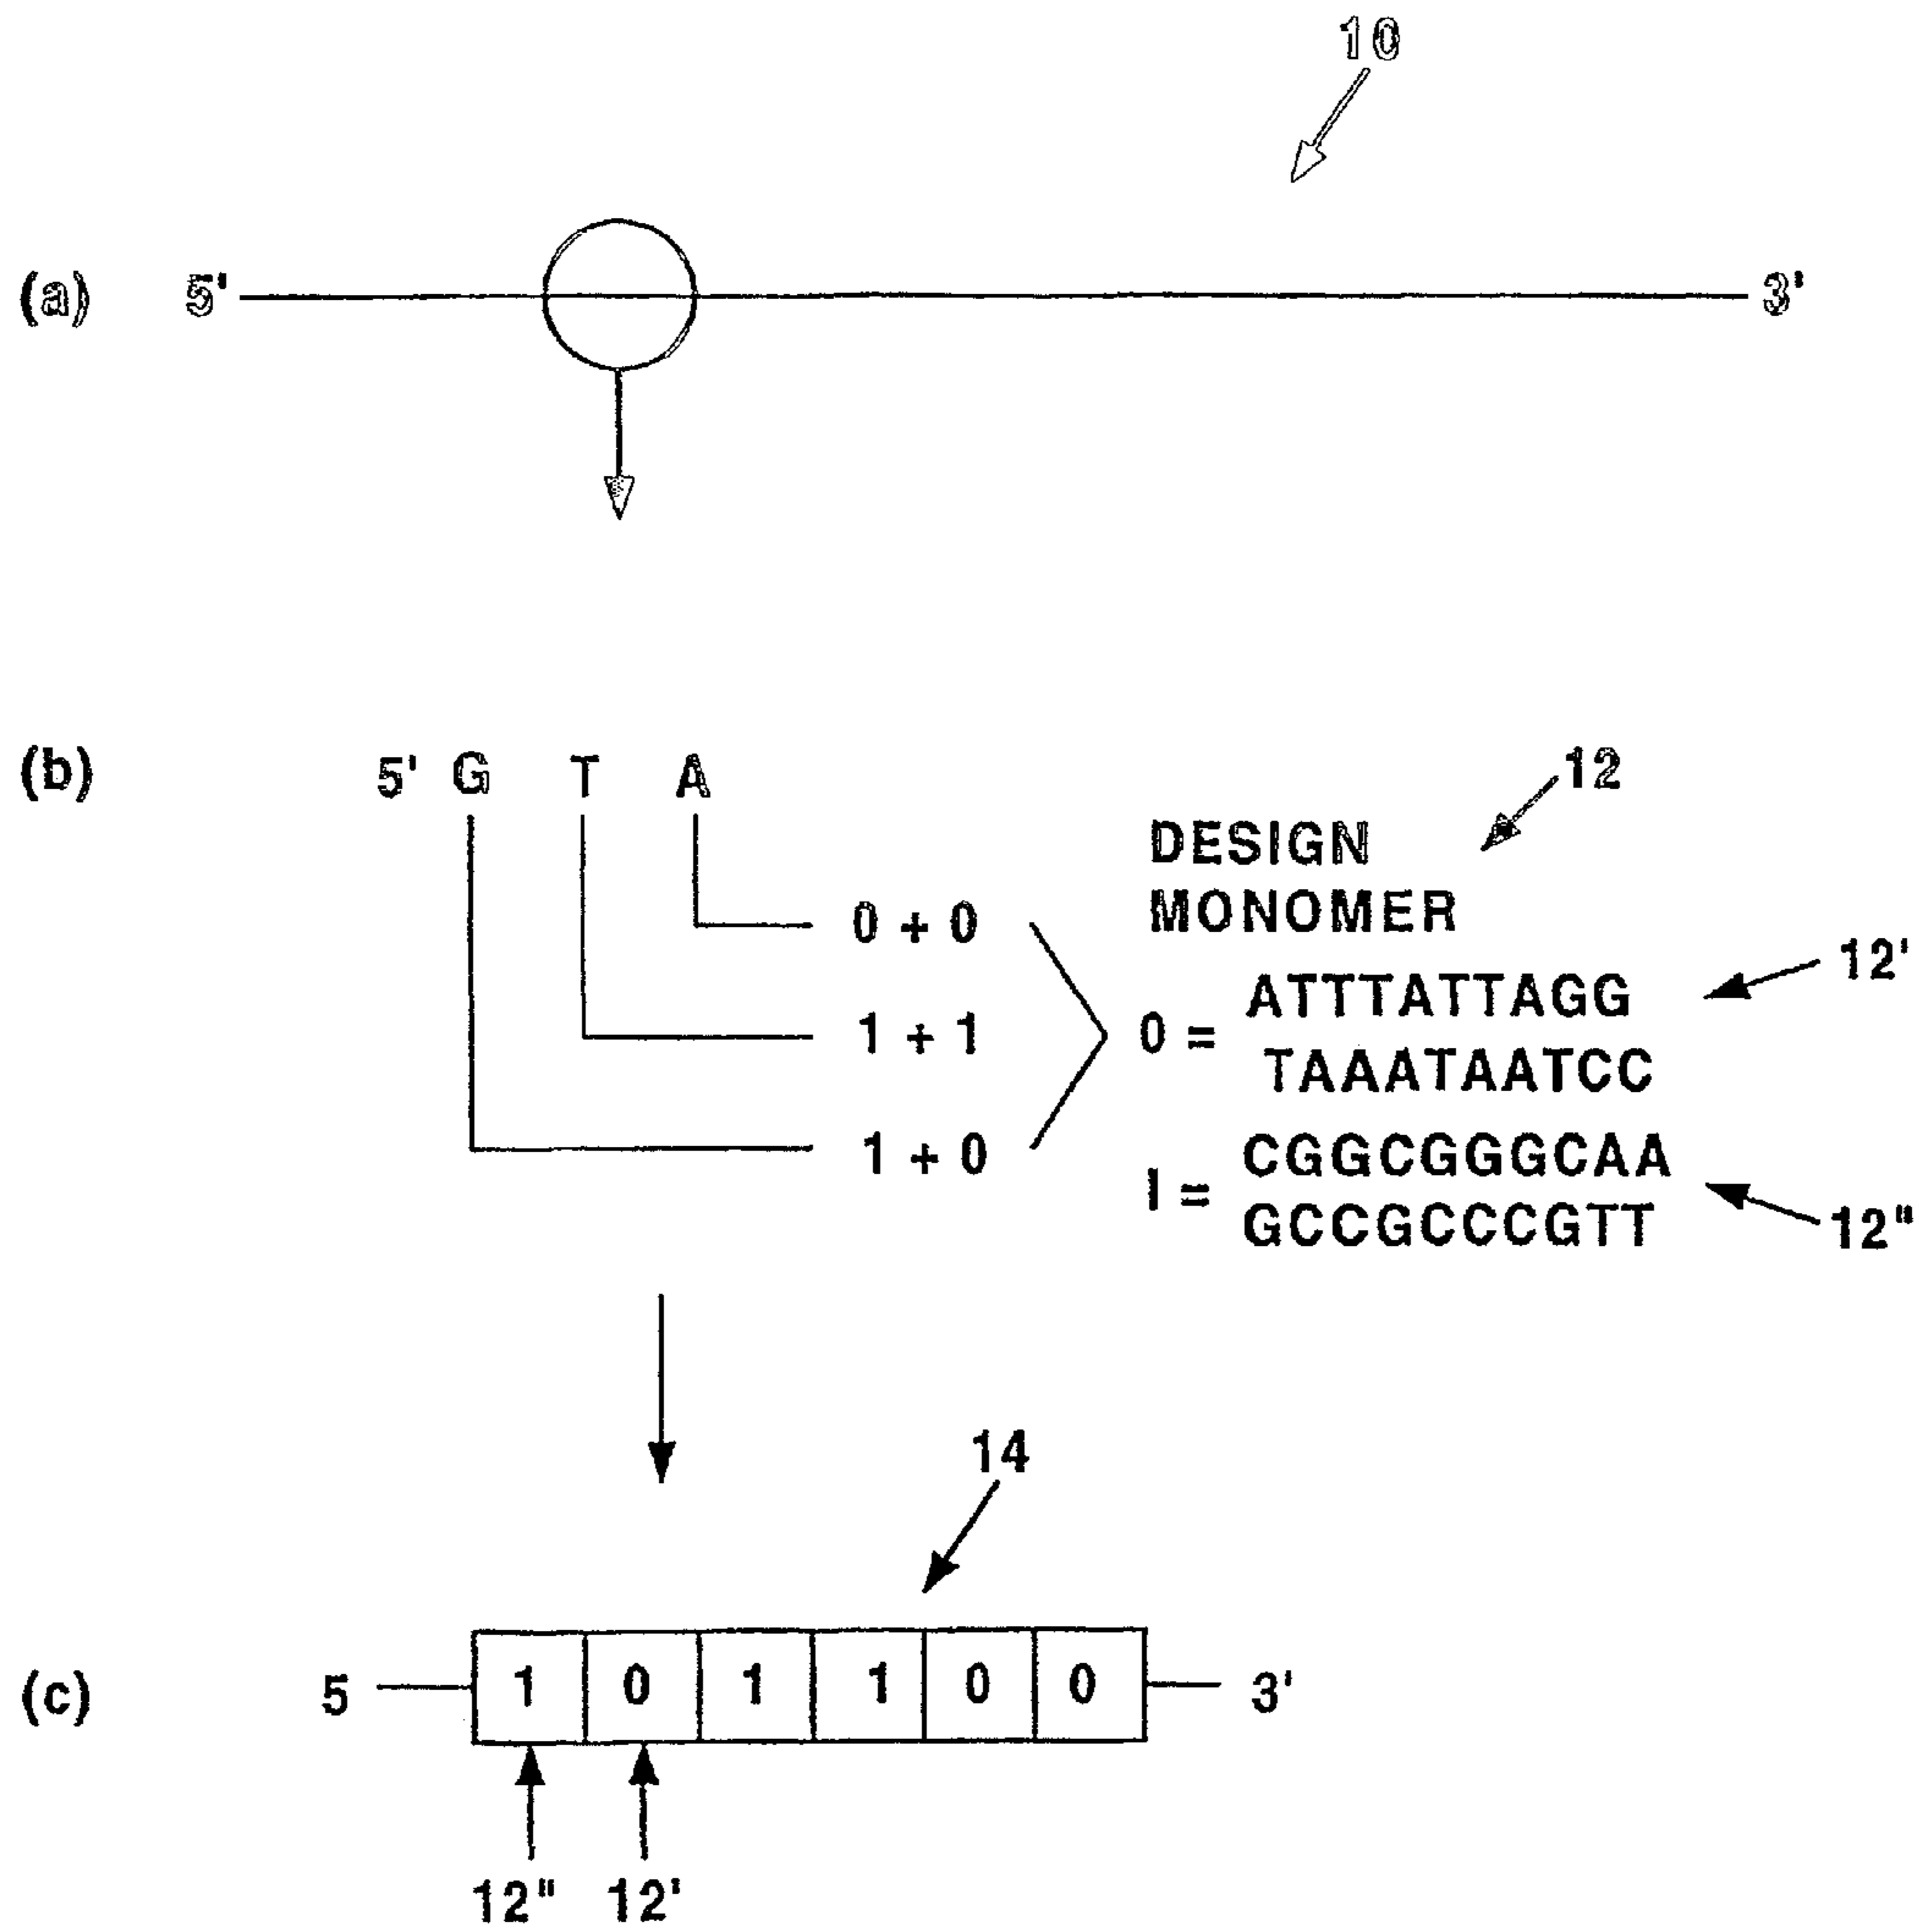 10
(a) 5' 3'
(b) 5' G T A 12
DESIGN
MONOMER
0 + 0
12'
ATTTATTAGG
1 + 1 0 =
TAAATAATCC
1 + 0 CGGCGGGCAA
I =
GCCGCCCGTT 12"
14
(c) 5 1 0 1 1 0 0 3'
12" 12'